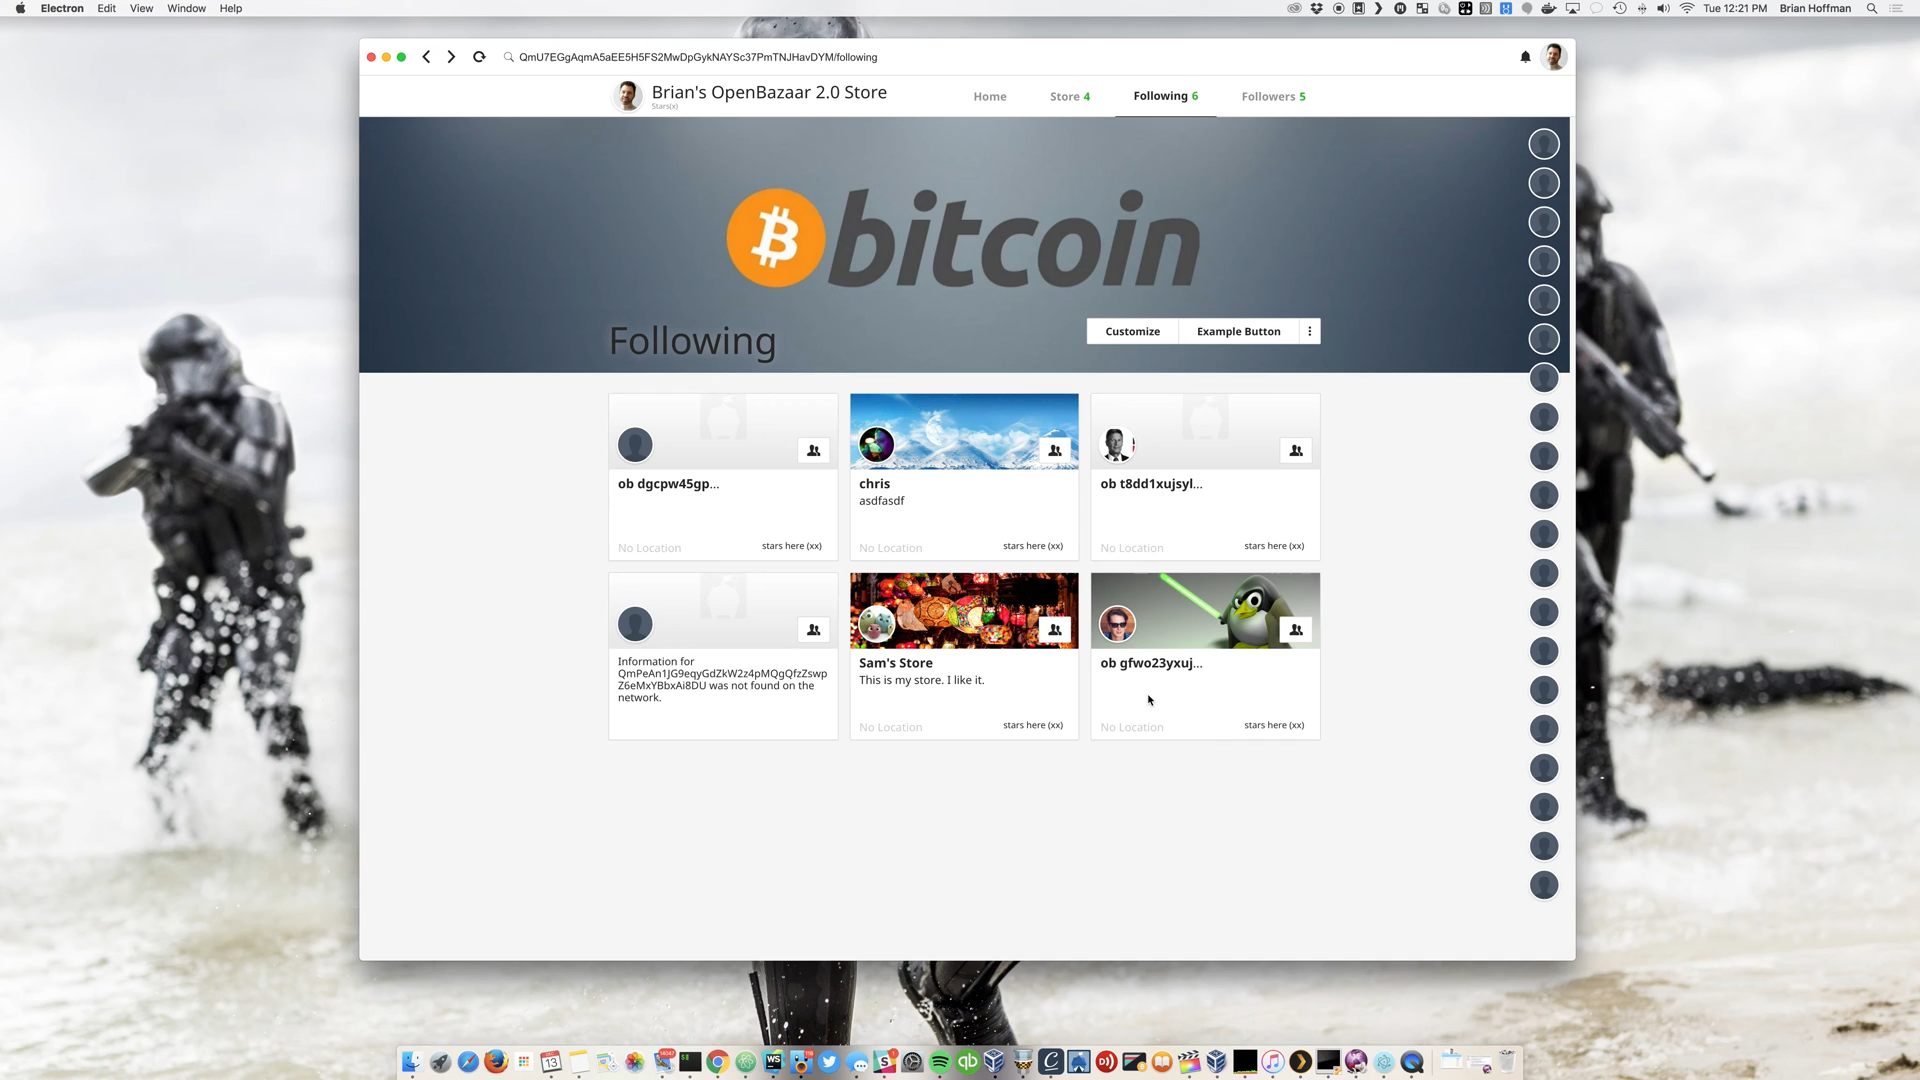 Electron Edit View Window Help
Tue 12:21 PM Brian Hoffman
QmU7EGgAqmA5aEE5H5FS2MwDpGykNAYSc37PmTNJHavDYM/following
Brian's OpenBazaar 2.0 Store
Stars(x)
Home Store 4 Following 6 Followers 5
bitcoin
Following
Customize Example Button
ob dgcpw45gp...
No Location stars here (xx)
chris
asdfasdf
No Location stars here (xx)
ob t8dd1xujsyl...
No Location stars here (xx)
Information for
QmPeAn1JG9eqyGdZkW2z4pMQgQfzZswp
Z6eMxYBbxAi8DU was not found on the
network.
Sam's Store
This is my store. I like it.
No Location stars here (xx)
ob gfwo23yxuj...
No Location stars here (xx)
13
WS
qb